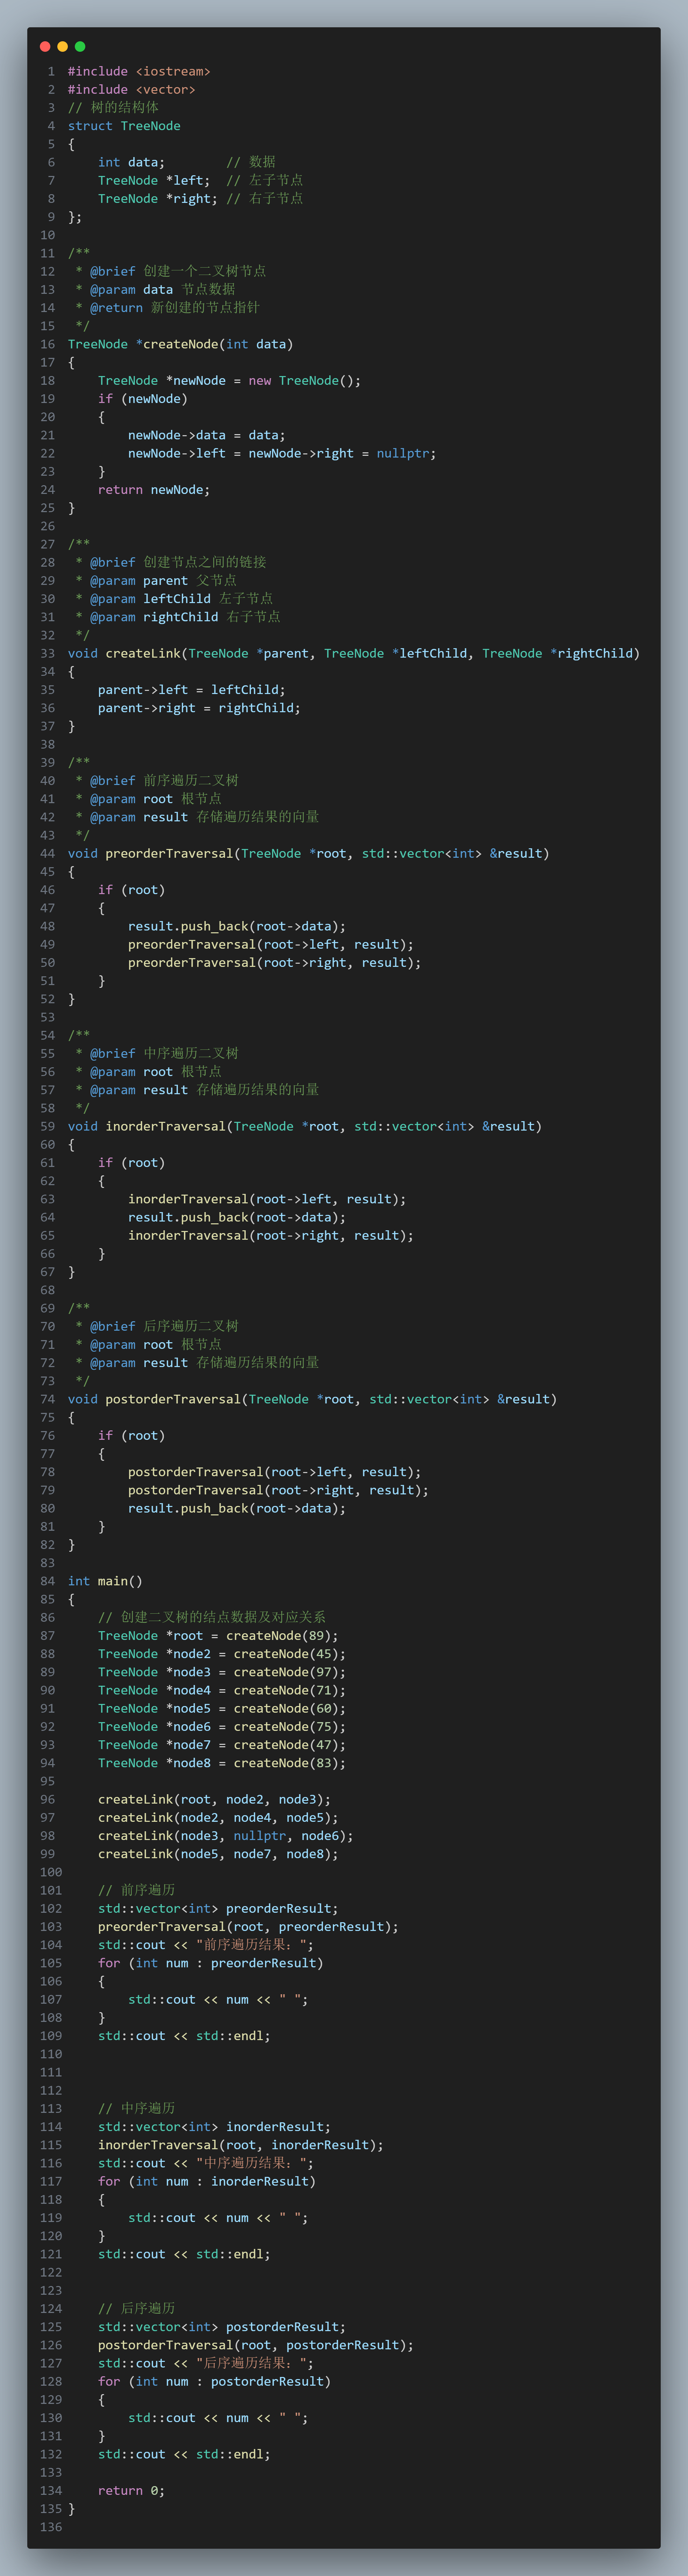 1 #include <iostream>
2 #include <vector>
3 // 树的结构体
4 struct TreeNode
5 {
6     int data;        // 数据
7     TreeNode *left;  // 左子节点
8     TreeNode *right; // 右子节点
9 };
10
11 /**
12  * @brief 创建一个二叉树节点
13  * @param data 节点数据
14  * @return 新创建的节点指针
15  */
16 TreeNode *createNode(int data)
17 {
18     TreeNode *newNode = new TreeNode();
19     if (newNode)
20     {
21         newNode->data = data;
22         newNode->left = newNode->right = nullptr;
23     }
24     return newNode;
25 }
26
27 /**
28  * @brief 创建节点之间的链接
29  * @param parent 父节点
30  * @param leftChild 左子节点
31  * @param rightChild 右子节点
32  */
33 void createLink(TreeNode *parent, TreeNode *leftChild, TreeNode *rightChild)
34 {
35     parent->left = leftChild;
36     parent->right = rightChild;
37 }
38
39 /**
40  * @brief 前序遍历二叉树
41  * @param root 根节点
42  * @param result 存储遍历结果的向量
43  */
44 void preorderTraversal(TreeNode *root, std::vector<int> &result)
45 {
46     if (root)
47     {
48         result.push_back(root->data);
49         preorderTraversal(root->left, result);
50         preorderTraversal(root->right, result);
51     }
52 }
53
54 /**
55  * @brief 中序遍历二叉树
56  * @param root 根节点
57  * @param result 存储遍历结果的向量
58  */
59 void inorderTraversal(TreeNode *root, std::vector<int> &result)
60 {
61     if (root)
62     {
63         inorderTraversal(root->left, result);
64         result.push_back(root->data);
65         inorderTraversal(root->right, result);
66     }
67 }
68
69 /**
70  * @brief 后序遍历二叉树
71  * @param root 根节点
72  * @param result 存储遍历结果的向量
73  */
74 void postorderTraversal(TreeNode *root, std::vector<int> &result)
75 {
76     if (root)
77     {
78         postorderTraversal(root->left, result);
79         postorderTraversal(root->right, result);
80         result.push_back(root->data);
81     }
82 }
83
84 int main()
85 {
86     // 创建二叉树的结点数据及对应关系
87     TreeNode *root = createNode(89);
88     TreeNode *node2 = createNode(45);
89     TreeNode *node3 = createNode(97);
90     TreeNode *node4 = createNode(71);
91     TreeNode *node5 = createNode(60);
92     TreeNode *node6 = createNode(75);
93     TreeNode *node7 = createNode(47);
94     TreeNode *node8 = createNode(83);
95
96     createLink(root, node2, node3);
97     createLink(node2, node4, node5);
98     createLink(node3, nullptr, node6);
99     createLink(node5, node7, node8);
100
101     // 前序遍历
102     std::vector<int> preorderResult;
103     preorderTraversal(root, preorderResult);
104     std::cout << "前序遍历结果：";
105     for (int num : preorderResult)
106     {
107         std::cout << num << " ";
108     }
109     std::cout << std::endl;
110
111
112
113     // 中序遍历
114     std::vector<int> inorderResult;
115     inorderTraversal(root, inorderResult);
116     std::cout << "中序遍历结果：";
117     for (int num : inorderResult)
118     {
119         std::cout << num << " ";
120     }
121     std::cout << std::endl;
122
123
124     // 后序遍历
125     std::vector<int> postorderResult;
126     postorderTraversal(root, postorderResult);
127     std::cout << "后序遍历结果：";
128     for (int num : postorderResult)
129     {
130         std::cout << num << " ";
131     }
132     std::cout << std::endl;
133
134     return 0;
135 }
136